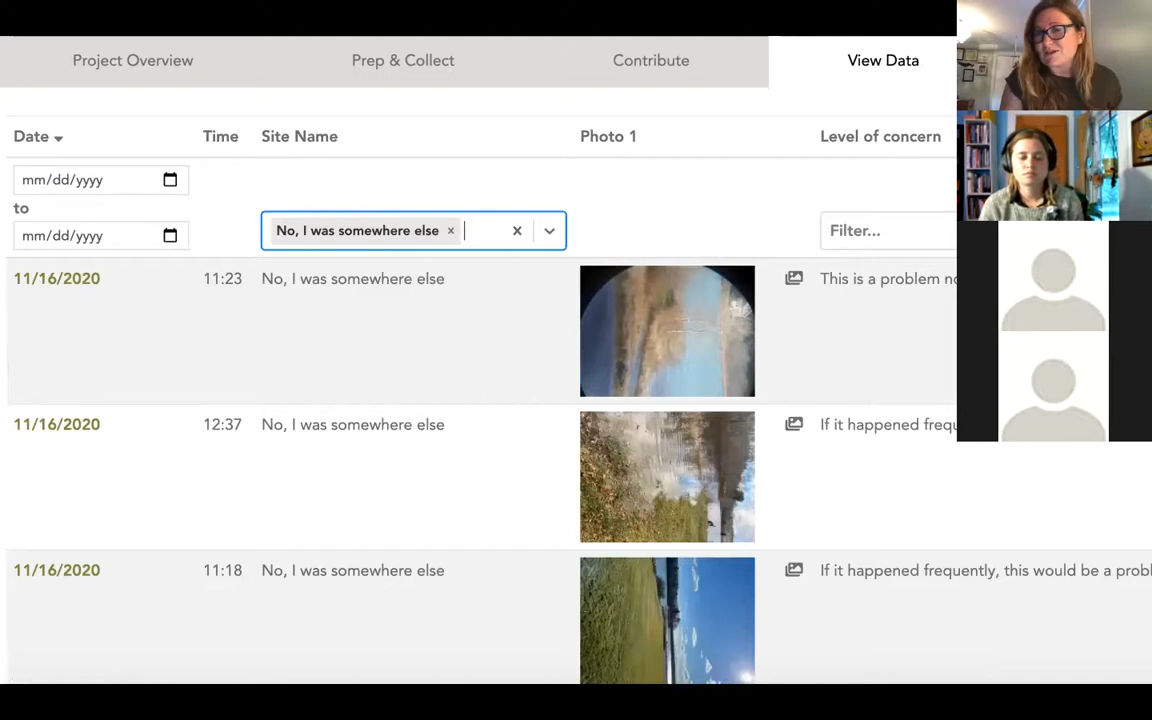 Project Overview
Prep & Collect
Contribute
View Data
Date
Time
Site Name
Photo 1
Level of concern
mm/dd/yyyy
to
mm/dd/yyyy
No, I was somewhere else ×
Filter...
11/16/2020 11:23 No, I was somewhere else This is a problem
11/16/2020 12:37 No, I was somewhere else If it happened
11/16/2020 11:18 No, I was somewhere else If it happened frequently, this would be a